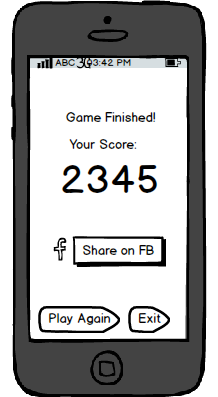 ABC 3G 3:42 PM
Game Finished!
Your Score:
2345
f Share on FB
Play Again Exit